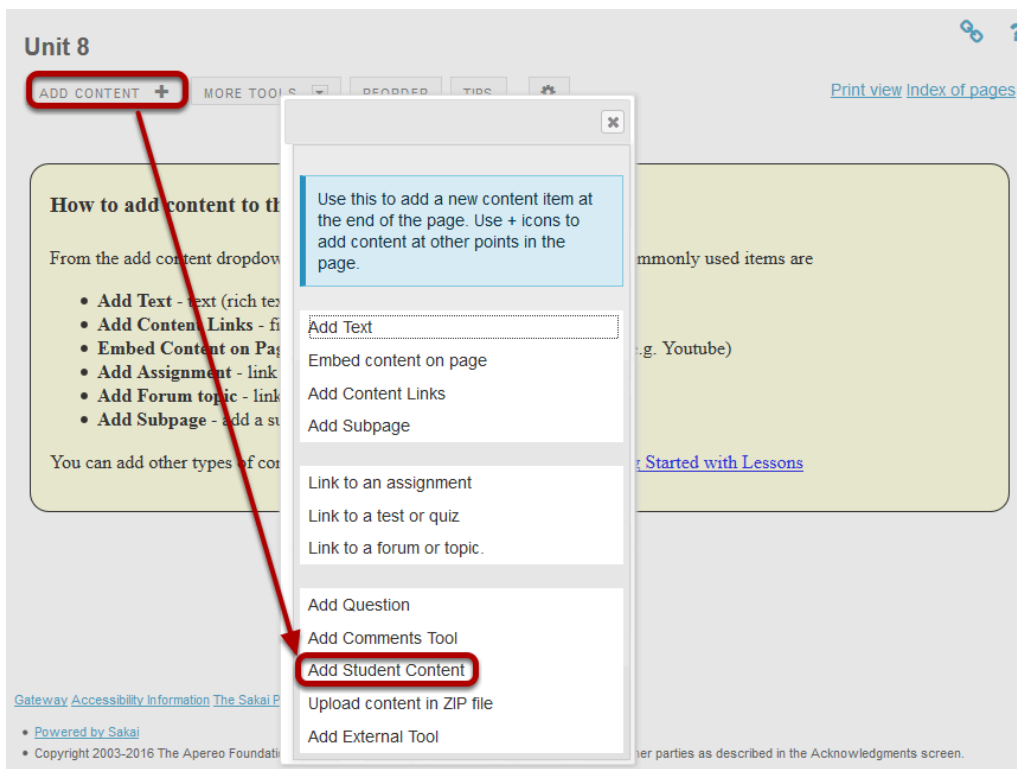 Unit 8
?
ADD CONTENT +
MORE TOOLS
REORDER
TIPS
Print view Index of pages
How to add content to th
From the add content dropdow
mmonly used items are
• Add Text - text (rich tex
• Add Content Links - fi
• Embed Content on Pag
.g. Youtube)
• Add Assignment - link
• Add Forum topic - link
• Add Subpage - add a su
You can add other types of con
Started with Lessons
Use this to add a new content item at
the end of the page. Use + icons to
add content at other points in the
page.
Add Text
Embed content on page
Add Content Links
Add Subpage
Link to an assignment
Link to a test or quiz
Link to a forum or topic.
Add Question
Add Comments Tool
Add Student Content
Upload content in ZIP file
Add External Tool
Gateway Accessibility Information The Sakai P
• Powered by Sakai
• Copyright 2003-2016 The Apereo Foundati
her parties as described in the Acknowledgments screen.